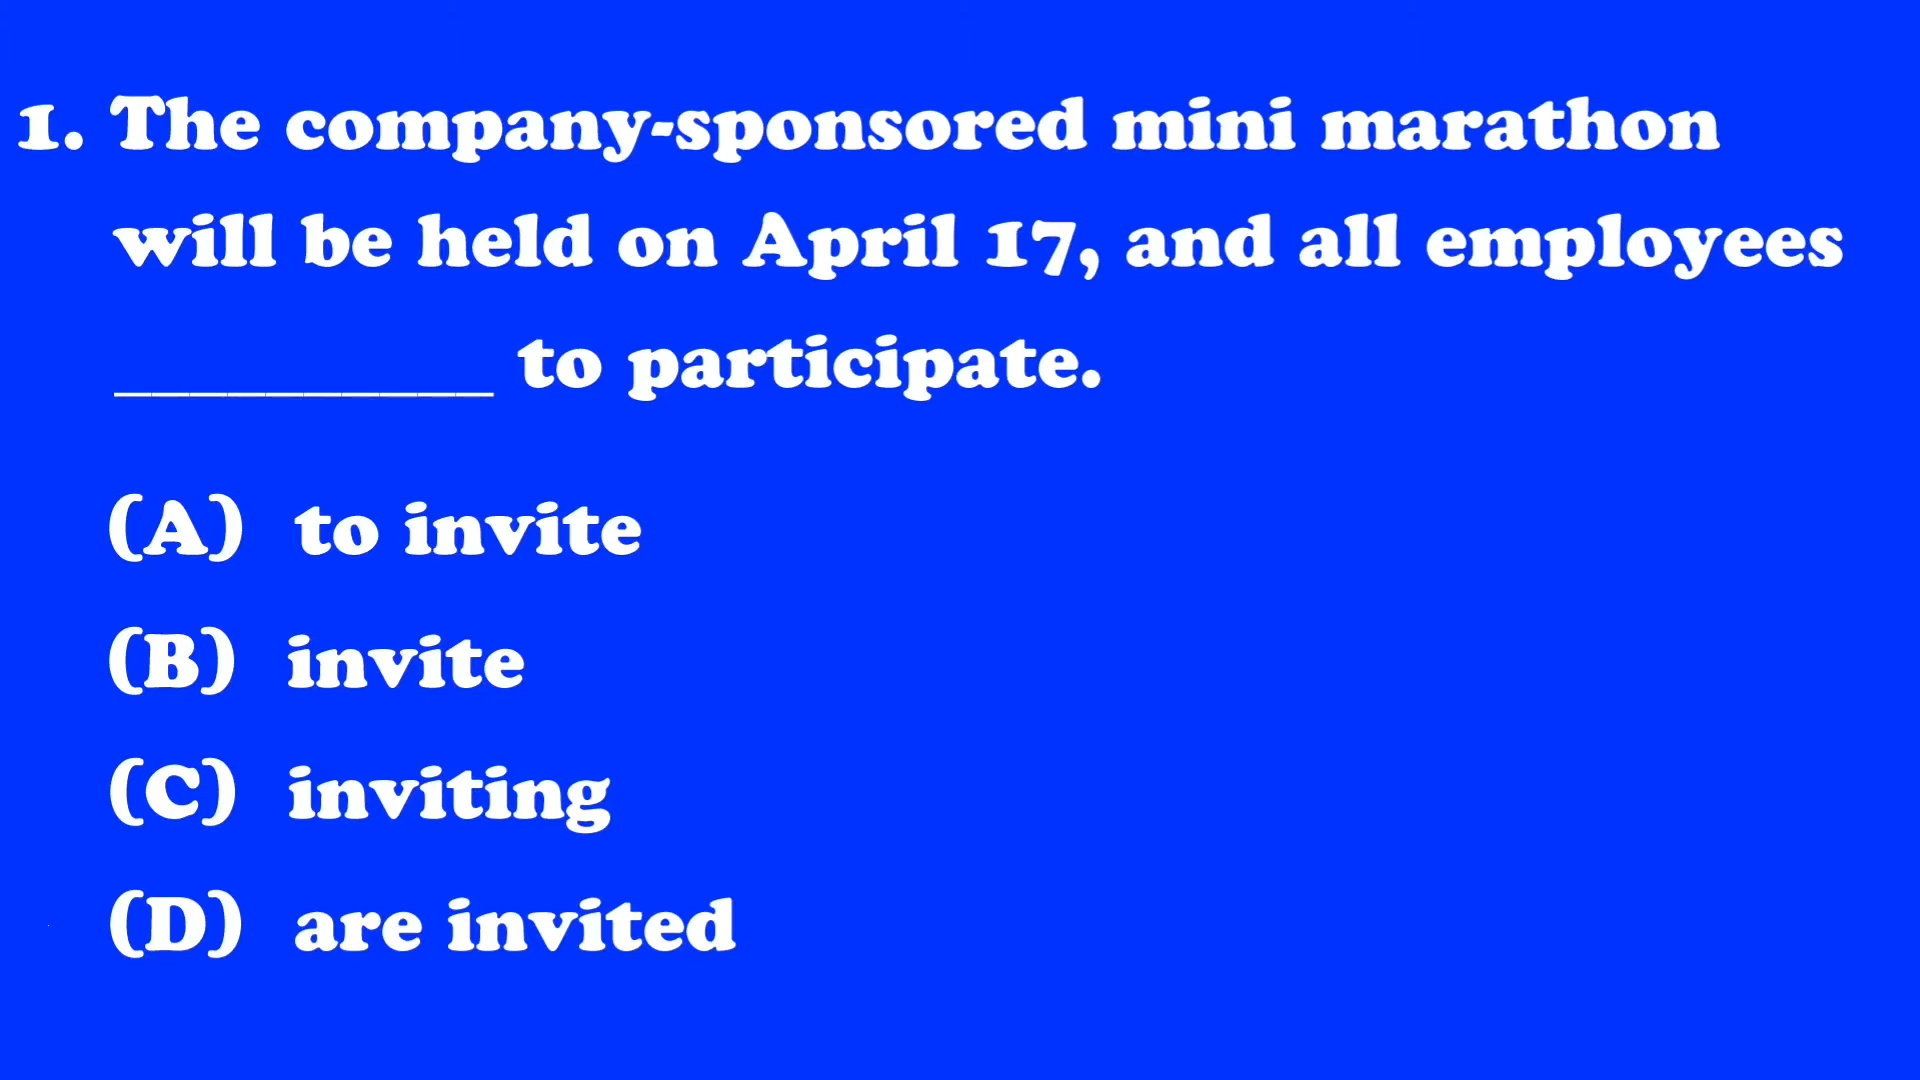 1. The company-sponsored mini marathon
will be held on April 17, and all employees
__________ to participate.
(A) to invite
(B) invite
(C) inviting
(D) are invited